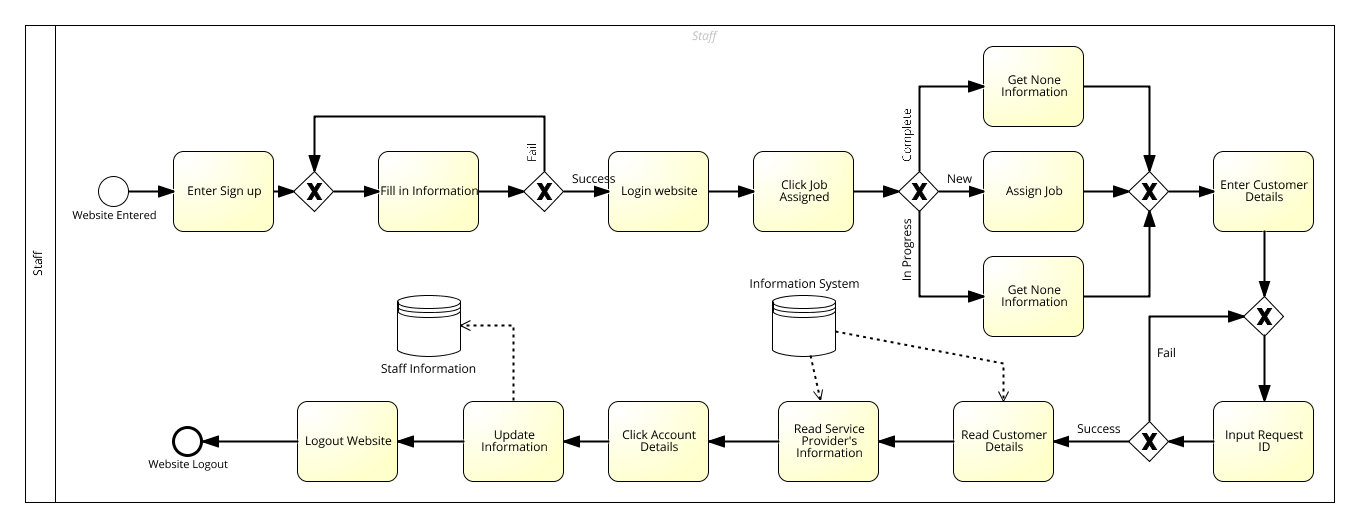 Staff
Staff
Get None
Information
Complete
Fail
Enter Sign up
Fill in Information
Success
Login website
Click Job
Assigned
New
Assign Job
Enter Customer
Details
Website Entered
In Progress
Get None
Information
Information System
Staff Information
Fail
Logout Website
Update
Information
Click Account
Details
Read Service
Provider's
Information
Read Customer
Details
Success
Input Request
ID
Website Logout